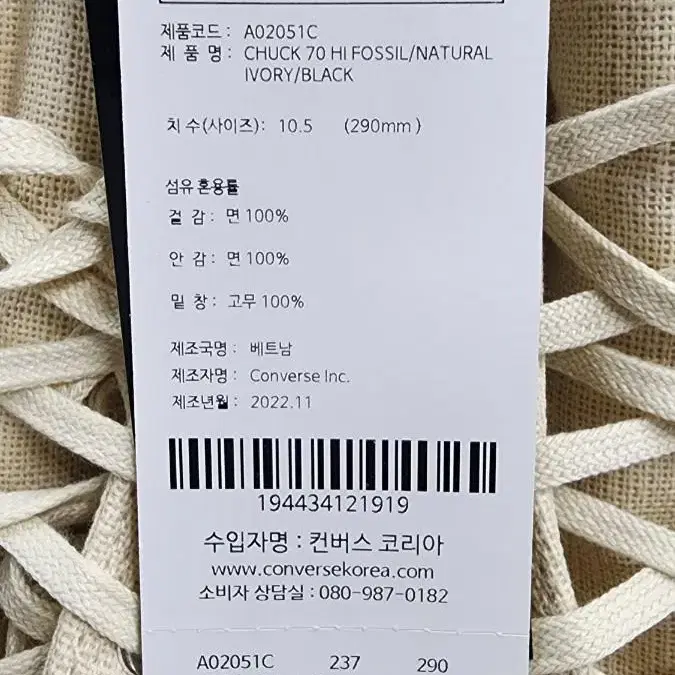 제품코드 : A02051C
제 품 명 : CHUCK 70 HI FOSSIL/NATURAL
IVORY/BLACK
치 수(사이즈) : 10.5 (290mm)
섬유 혼용률
겉 감 : 면 100%
안 감 : 면 100%
밑 창 : 고무 100%
제조국명 : 베트남
제조자명 : Converse Inc.
제조년월 : 2022.11
194434121919
수입자명 : 컨버스 코리아
www.conversekorea.com
소비자 상담실 : 080-987-0182
A02051C 237 290